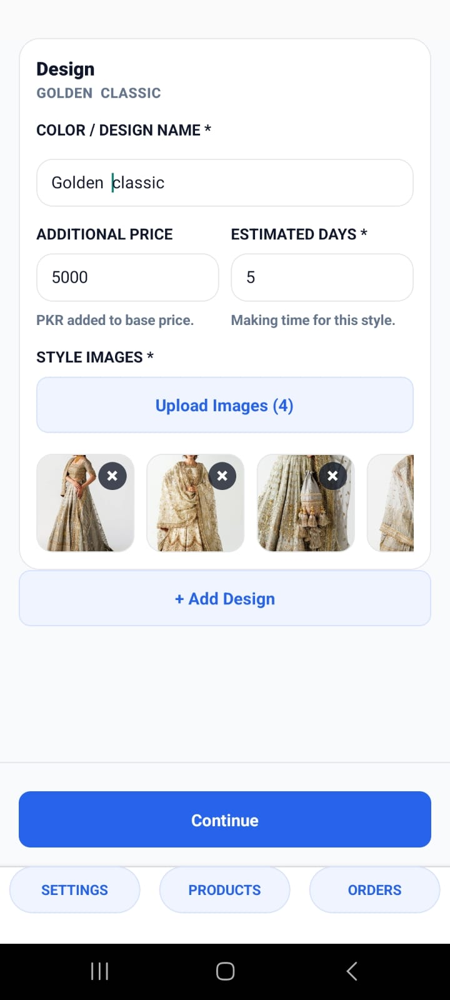 Design
GOLDEN  CLASSIC
COLOR / DESIGN NAME *
Golden  classic
ADDITIONAL PRICE
ESTIMATED DAYS *
5000
5
PKR added to base price.
Making time for this style.
STYLE IMAGES *
Upload Images (4)
+ Add Design
Continue
SETTINGS
PRODUCTS
ORDERS